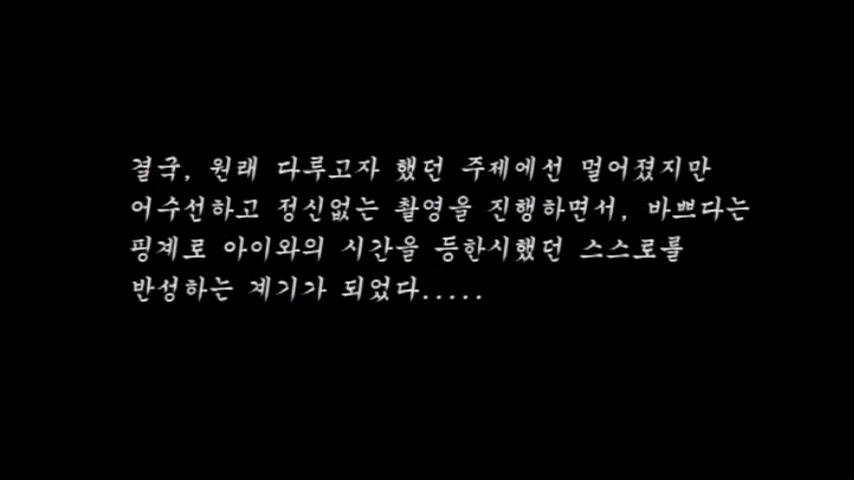 결국, 원래 다루고자 했던 주제에선 멀어졌지만
어수선하고 정신없는 촬영을 진행하면서, 바쁘다는
핑계로 아이와의 시간을 등한시했던 스스로를
반성하는 계기가 되었다.....